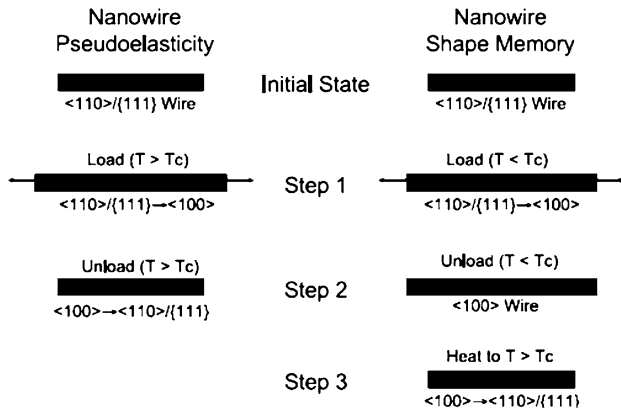 Nanowire
Pseudoelasticity
Nanowire
Shape Memory
Initial State
<110>/{111} Wire
<110>/{111} Wire
Load (T > Tc)
Step 1
Load (T < Tc)
<110>/{111}→<100>
<110>/{111}→<100>
Unload (T > Tc)
Step 2
Unload (T < Tc)
<100>→<110>/{111}
<100> Wire
Step 3
Heat to T > Tc
<100>→<110>/{111}